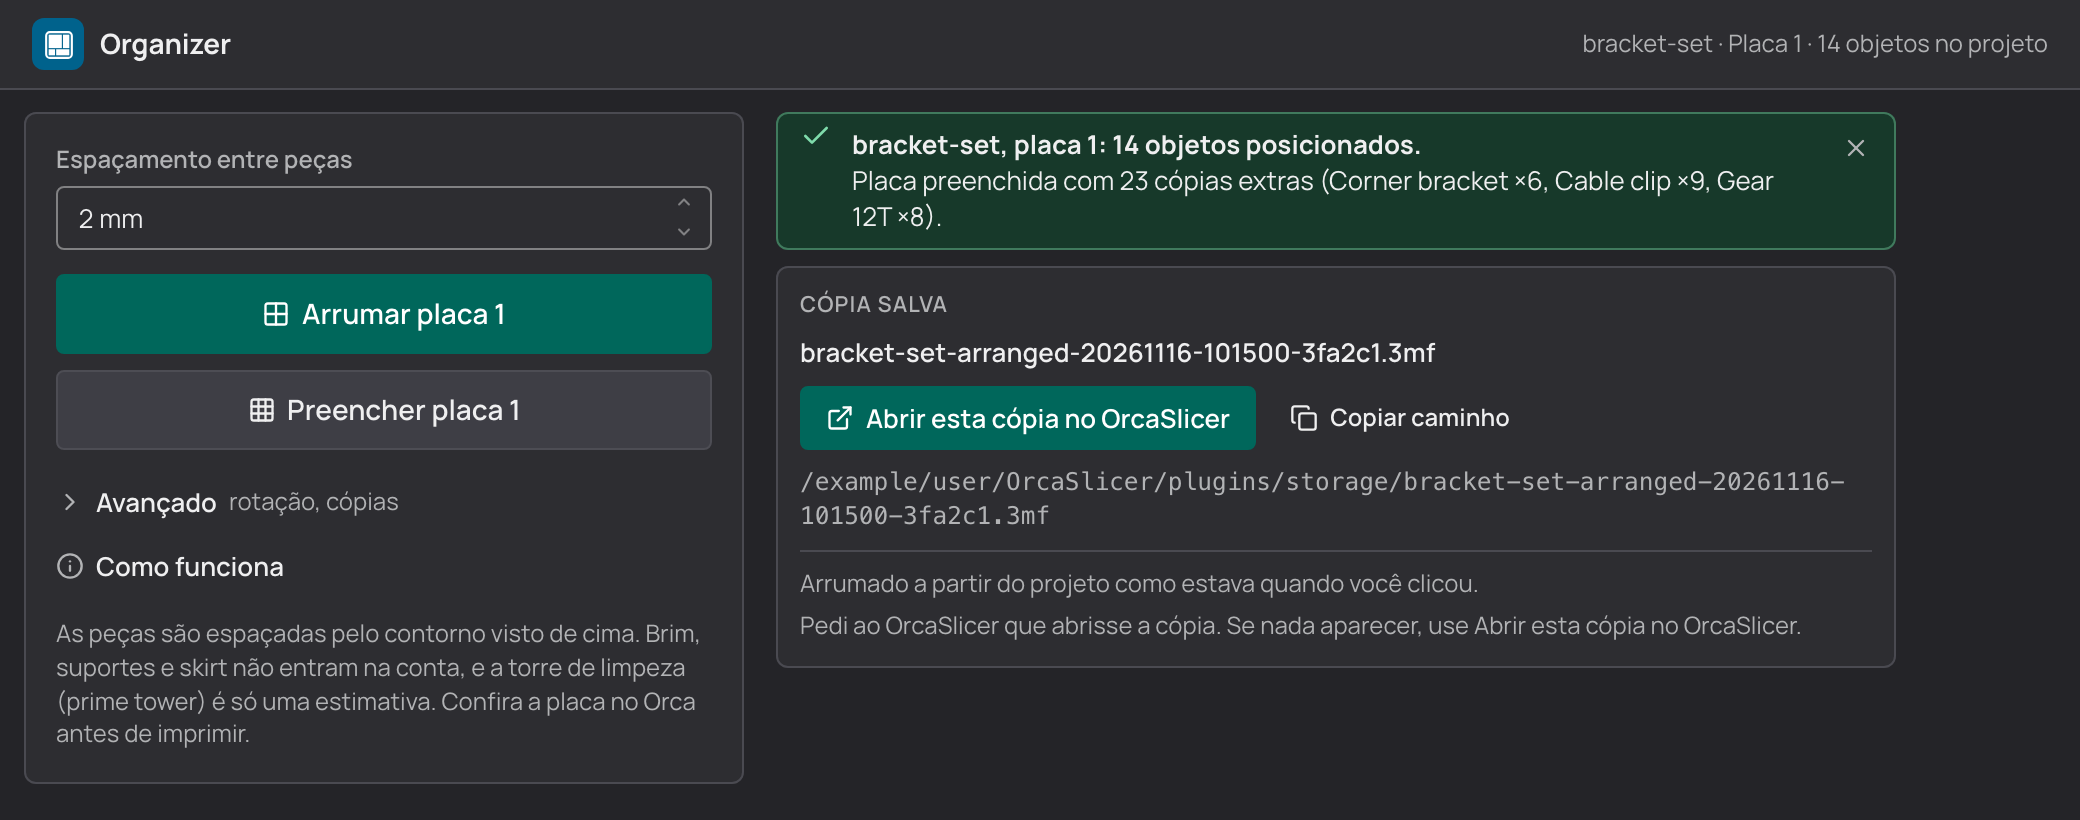 Organizer
bracket-set · Placa 1 · 14 objetos no projeto
Espaçamento entre peças
2 mm
Arrumar placa 1
Preencher placa 1
Avançado rotação, cópias
Como funciona
As peças são espaçadas pelo contorno visto de cima. Brim,
suportes e skirt não entram na conta, e a torre de limpeza
(prime tower) é só uma estimativa. Confira a placa no Orca
antes de imprimir.
bracket-set, placa 1: 14 objetos posicionados.
Placa preenchida com 23 cópias extras (Corner bracket ×6, Cable clip ×9, Gear
12T ×8).
CÓPIA SALVA
bracket-set-arranged-20261116-101500-3fa2c1.3mf
Abrir esta cópia no OrcaSlicer
Copiar caminho
/example/user/OrcaSlicer/plugins/storage/bracket-set-arranged-20261116-
101500-3fa2c1.3mf
Arrumado a partir do projeto como estava quando você clicou.
Pedi ao OrcaSlicer que abrisse a cópia. Se nada aparecer, use Abrir esta cópia no OrcaSlicer.